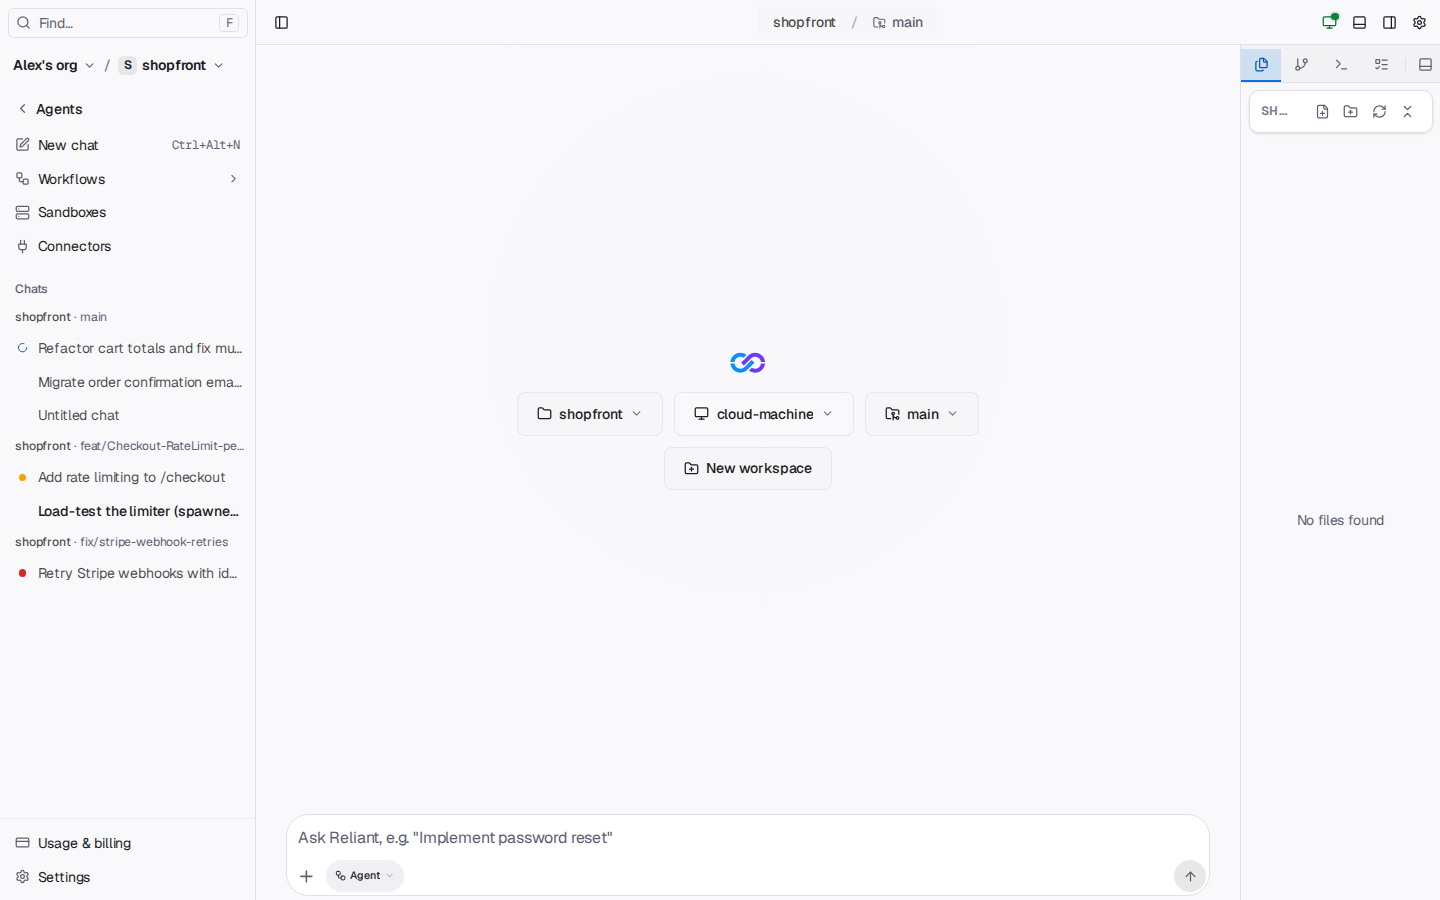 Find...
F
shopfront / main
Alex's org / S shopfront
Agents
New chat Ctrl+Alt+N
Workflows
Sandboxes
Connectors
Chats
shopfront · main
Refactor cart totals and fix mu...
Migrate order confirmation ema...
Untitled chat
shopfront · feat/Checkout-RateLimit-pe...
Add rate limiting to /checkout
Load-test the limiter (spawne...
shopfront · fix/stripe-webhook-retries
Retry Stripe webhooks with id...
Usage & billing
Settings
shopfront
cloud-machine
main
New workspace
Ask Reliant, e.g. "Implement password reset"
Agent
SH...
No files found